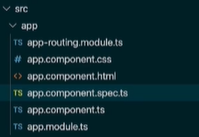 src
app
TS app-routing.module.ts
# app.component.css
<> app.component.html
TS app.component.spec.ts
TS app.component.ts
TS app.module.ts